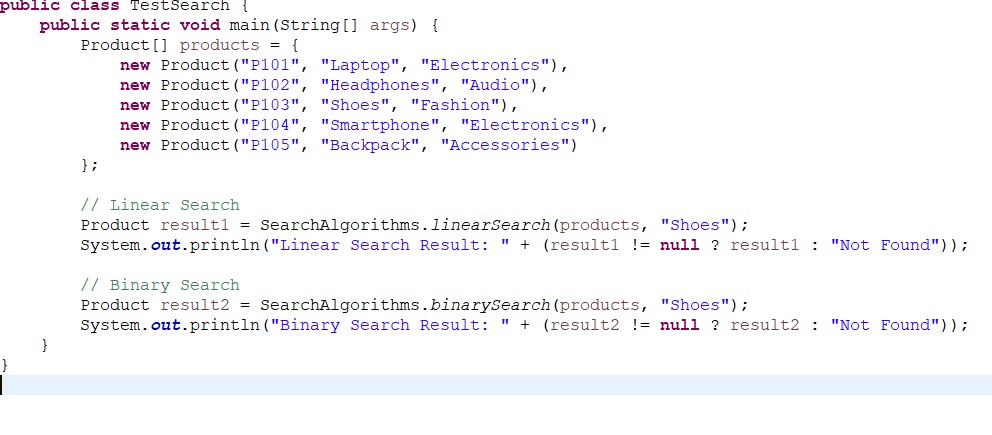 public class TestSearch {
    public static void main(String[] args) {
        Product[] products = {
            new Product("P101", "Laptop", "Electronics"),
            new Product("P102", "Headphones", "Audio"),
            new Product("P103", "Shoes", "Fashion"),
            new Product("P104", "Smartphone", "Electronics"),
            new Product("P105", "Backpack", "Accessories")
        };

        // Linear Search
        Product result1 = SearchAlgorithms.linearSearch(products, "Shoes");
        System.out.println("Linear Search Result: " + (result1 != null ? result1 : "Not Found"));

        // Binary Search
        Product result2 = SearchAlgorithms.binarySearch(products, "Shoes");
        System.out.println("Binary Search Result: " + (result2 != null ? result2 : "Not Found"));
    }
}